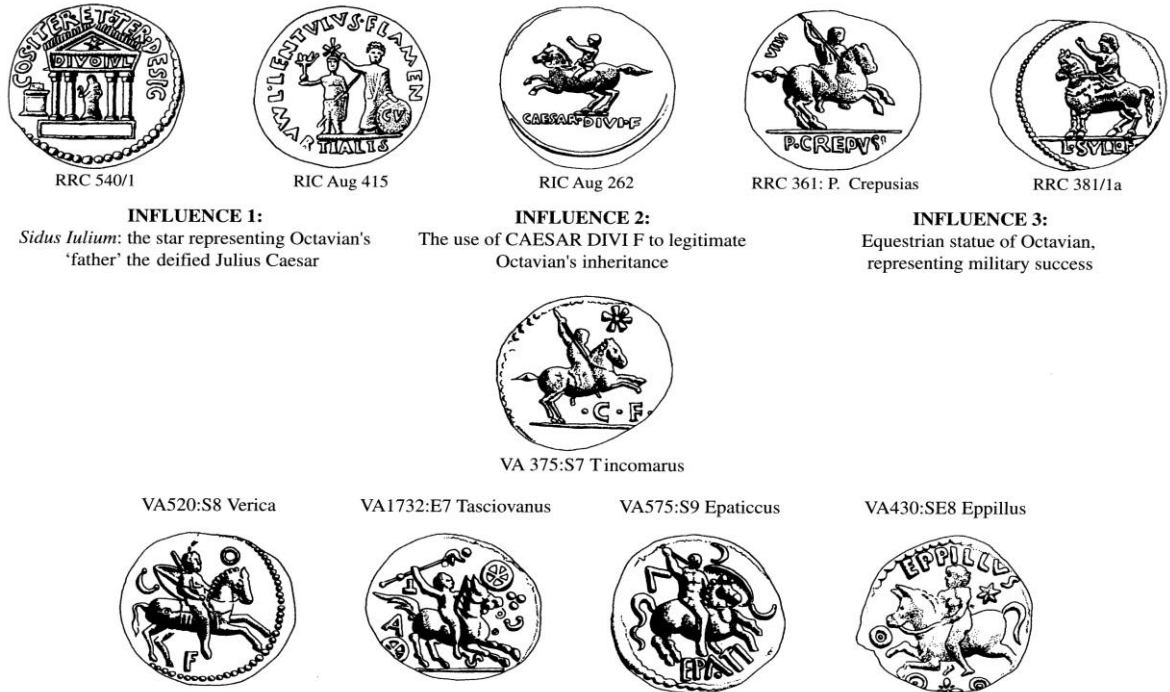 COS·ITER·ET·TER·DESIG
DIVO·IVL
L·LENTVLVS·FLAMEN
MARTIALIS
CV
CAESAR·DIVI·F
VIIII
P·CREPVSI
L·SVLL·F
RRC 540/1
RIC Aug 415
RIC Aug 262
RRC 361: P. Crepusias
RRC 381/1a
INFLUENCE 1:
Sidus Iulium: the star representing Octavian's
‘father’ the deified Julius Caesar
INFLUENCE 2:
The use of CAESAR DIVI F to legitimate
Octavian's inheritance
INFLUENCE 3:
Equestrian statue of Octavian,
representing military success
·C·F·
VA 375:S7 Tincomarus
VA520:S8 Verica
VA1732:E7 Tasciovanus
VA575:S9 Epaticcus
VA430:SE8 Eppillus
F
T
A
S
EPATI
EPPILLVS